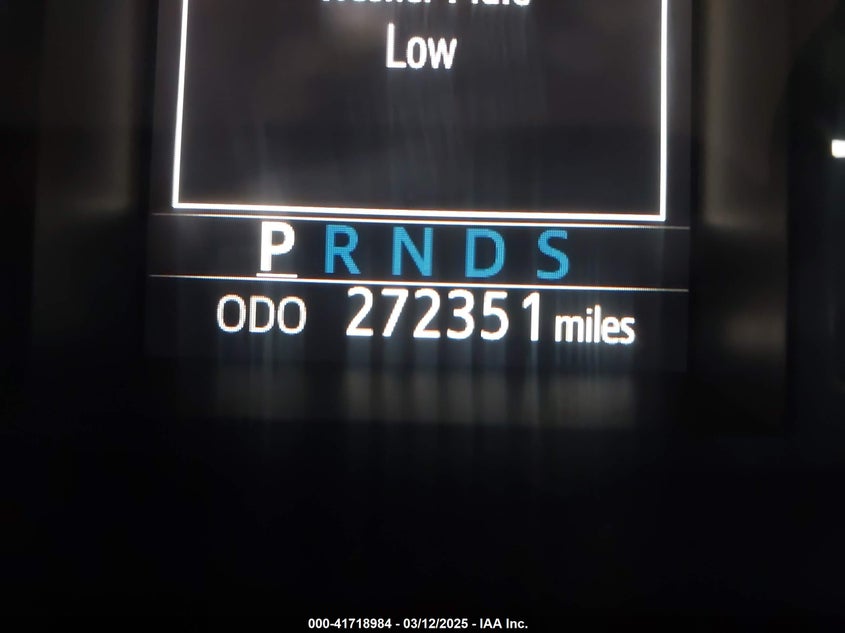 Low
P R N D S
ODO 272351 miles
000-41718984 - 03/12/2025 - IAA Inc.